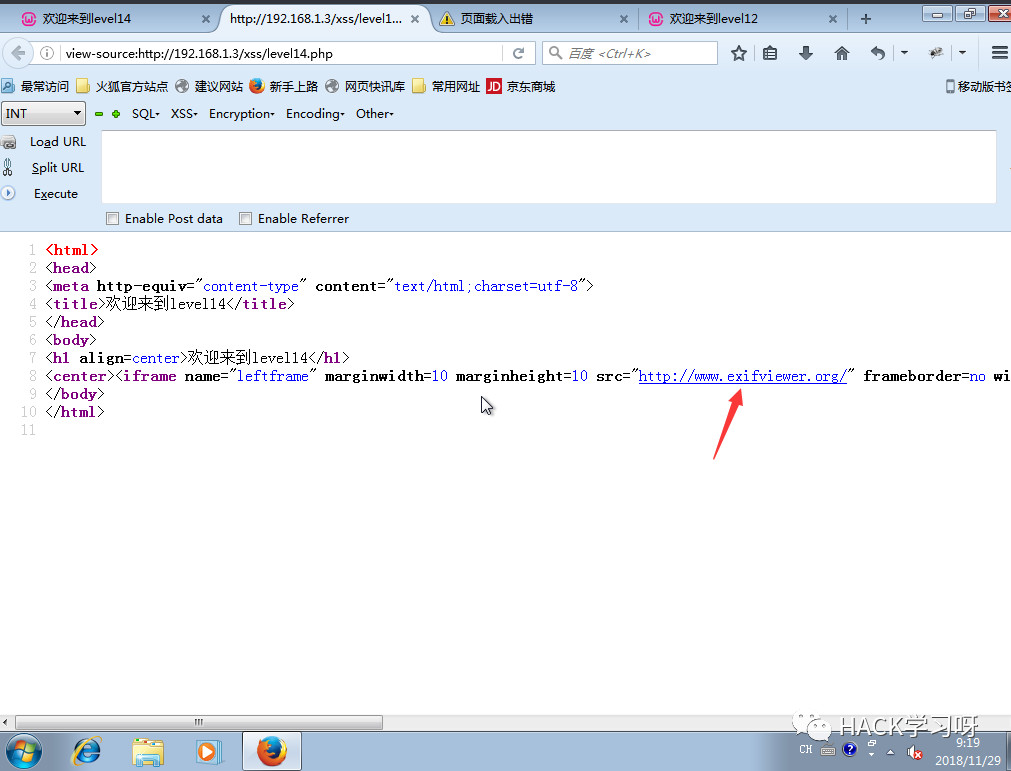 欢迎来到level14
http://192.168.1.3/xss/level1...
页面载入出错
欢迎来到level12
view-source:http://192.168.1.3/xss/level14.php
百度 <Ctrl+K>
最常访问 火狐官方站点 建议网站 新手上路 网页快讯库 常用网址 JD 京东商城 移动版书签
INT SQL XSS Encryption Encoding Other
Load URL
Split URL
Execute
Enable Post data Enable Referrer
1 <html>
2 <head>
3 <meta http-equiv="content-type" content="text/html;charset=utf-8">
4 <title>欢迎来到level14</title>
5 </head>
6 <body>
7 <h1 align=center>欢迎来到level14</h1>
8 <center><iframe name="leftframe" marginwidth=10 marginheight=10 src="http://www.exifviewer.org/" frameborder=no wi
9 </body>
10 </html>
11
HACK学习呀
CH
9:19
2018/11/29